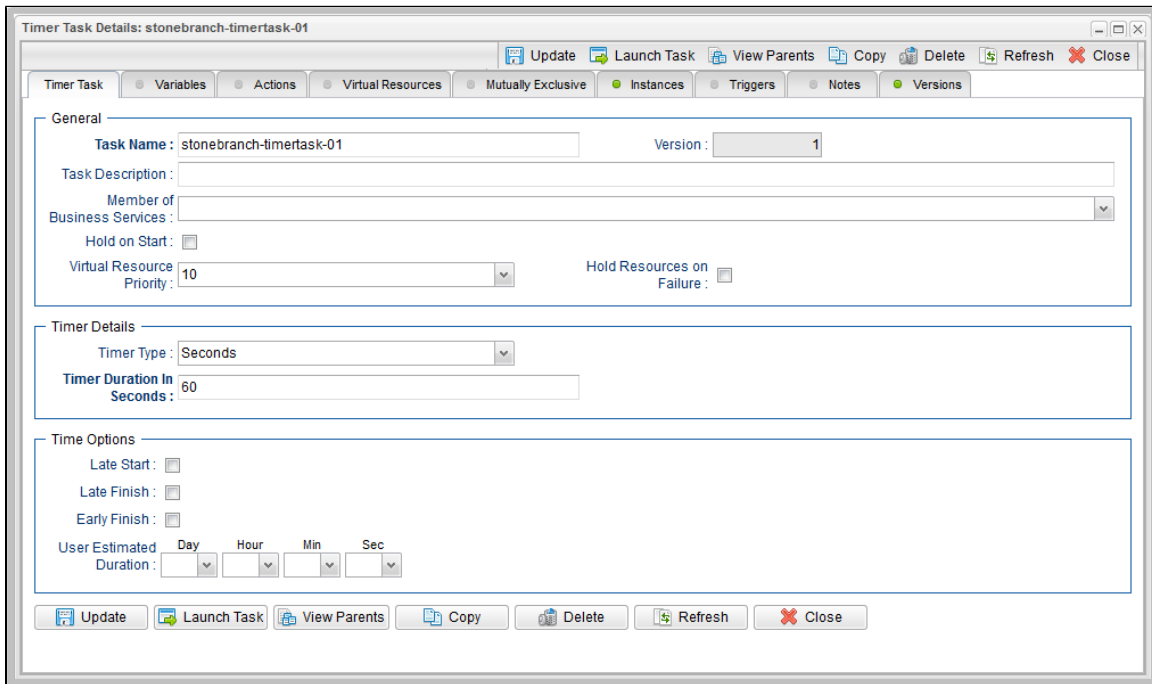 Timer Task Details: stonebranch-timertask-01
Update Launch Task View Parents Copy Delete Refresh Close
Timer Task Variables Actions Virtual Resources Mutually Exclusive Instances Triggers Notes Versions
General
Task Name : stonebranch-timertask-01 Version : 1
Task Description :
Member of
Business Services :
Hold on Start :
Virtual Resource
Priority : 10
Hold Resources on
Failure :
Timer Details
Timer Type : Seconds
Timer Duration In
Seconds : 60
Time Options
Late Start :
Late Finish :
Early Finish :
User Estimated
Duration :
Day Hour Min Sec
Update Launch Task View Parents Copy Delete Refresh Close